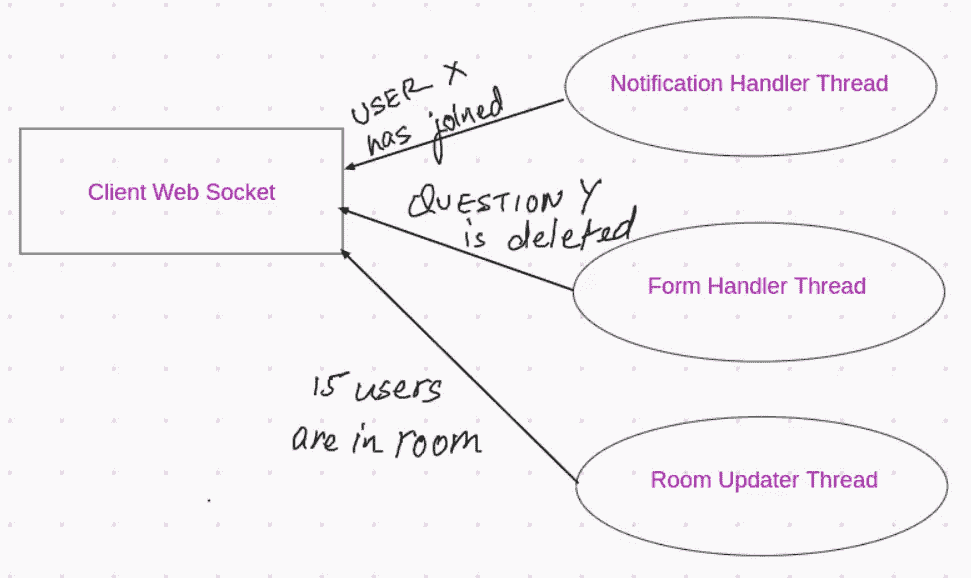 Notification Handler Thread
USER X
has joined
Client Web Socket
QUESTION Y
is deleted
Form Handler Thread
15 users
are in room
Room Updater Thread